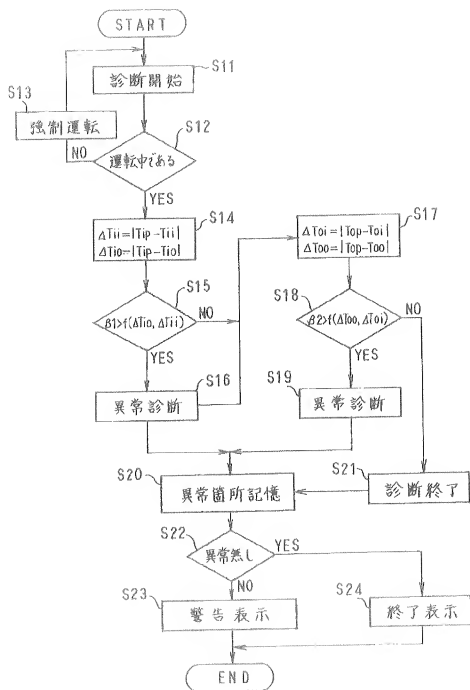 START
S11
診断開始
S13
強制運転
S12
運転中である
NO
YES
S14
ΔTii=|Tip-Tii|
ΔTio=|Tip-Tio|
S17
ΔToi=|Top-Toi|
ΔToo=|Top-Too|
S15
β1>f(ΔTio,ΔTii)
NO
YES
S18
β2>f(ΔToo,ΔToi)
NO
YES
S16
異常診断
S19
異常診断
S20
異常箇所記憶
S21
診断終了
S22
異常無し
YES
NO
S23
警告表示
S24
終了表示
END